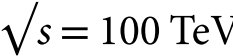 √s = 100 TeV